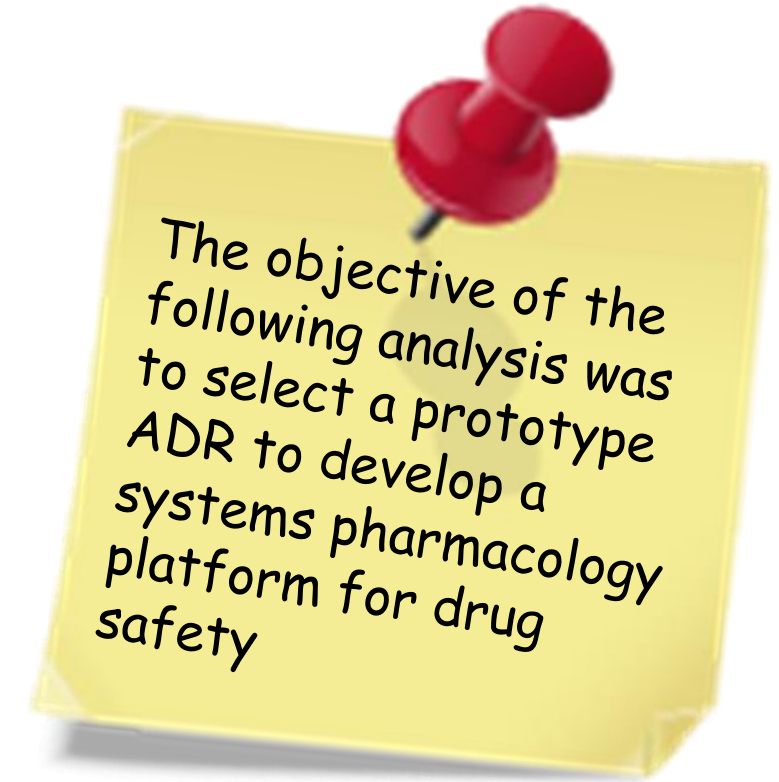 The objective of the
following analysis was
to select a prototype
ADR to develop a
systems pharmacology
platform for drug
safety